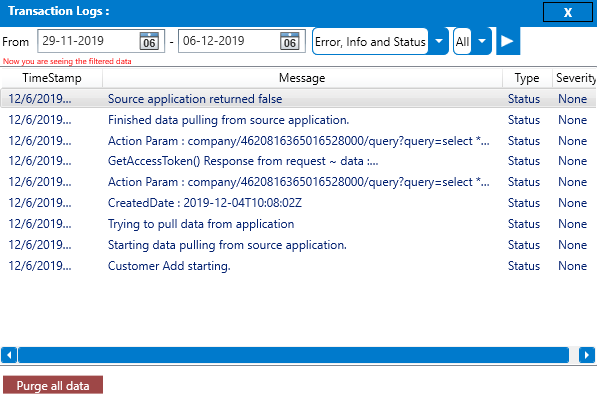 Transaction Logs :
X
From 29-11-2019 06 - 06-12-2019 06 Error, Info and Status All
Now you are seeing the filtered data
TimeStamp Message Type Severity
12/6/2019... Source application returned false Status None
12/6/2019... Finished data pulling from source application. Status None
12/6/2019... Action Param : company/4620816365016528000/query?query=select *... Status None
12/6/2019... GetAccessToken() Response from request ~ data :... Status None
12/6/2019... Action Param : company/4620816365016528000/query?query=select *... Status None
12/6/2019... CreatedDate : 2019-12-04T10:08:02Z Status None
12/6/2019... Trying to pull data from application Status None
12/6/2019... Starting data pulling from source application. Status None
12/6/2019... Customer Add starting. Status None
Purge all data